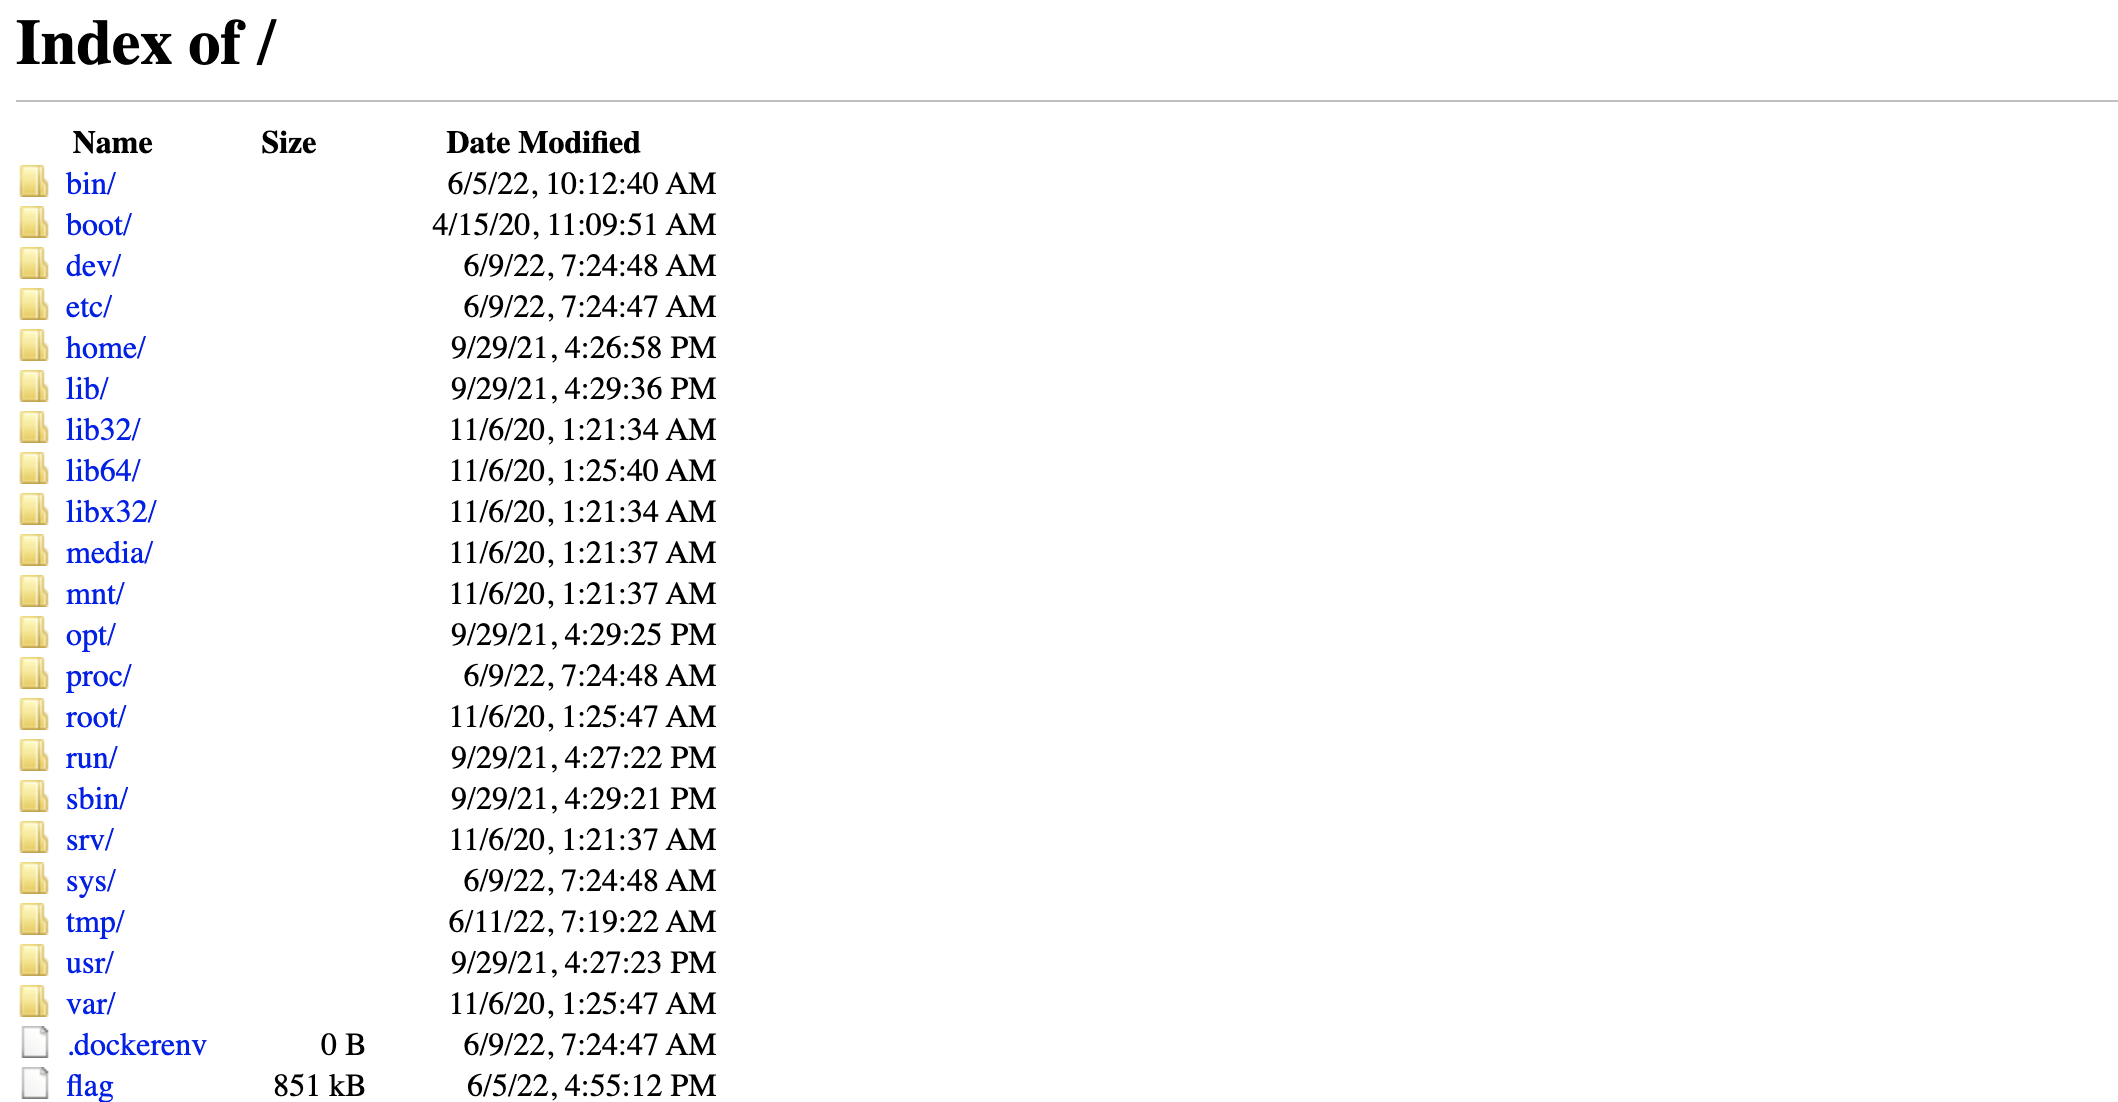 Index of /
Name Size Date Modified
bin/ 6/5/22, 10:12:40 AM
boot/ 4/15/20, 11:09:51 AM
dev/ 6/9/22, 7:24:48 AM
etc/ 6/9/22, 7:24:47 AM
home/ 9/29/21, 4:26:58 PM
lib/ 9/29/21, 4:29:36 PM
lib32/ 11/6/20, 1:21:34 AM
lib64/ 11/6/20, 1:25:40 AM
libx32/ 11/6/20, 1:21:34 AM
media/ 11/6/20, 1:21:37 AM
mnt/ 11/6/20, 1:21:37 AM
opt/ 9/29/21, 4:29:25 PM
proc/ 6/9/22, 7:24:48 AM
root/ 11/6/20, 1:25:47 AM
run/ 9/29/21, 4:27:22 PM
sbin/ 9/29/21, 4:29:21 PM
srv/ 11/6/20, 1:21:37 AM
sys/ 6/9/22, 7:24:48 AM
tmp/ 6/11/22, 7:19:22 AM
usr/ 9/29/21, 4:27:23 PM
var/ 11/6/20, 1:25:47 AM
.dockerenv 0 B 6/9/22, 7:24:47 AM
flag 851 kB 6/5/22, 4:55:12 PM